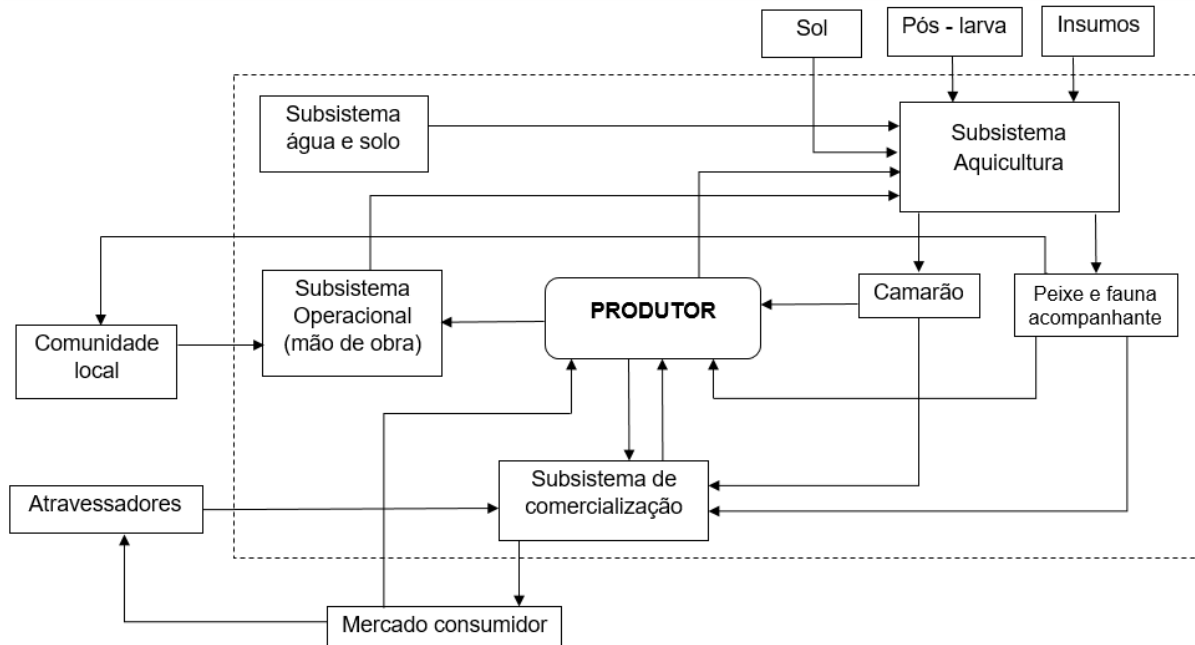 Sol
Pós - larva
Insumos
Subsistema
água e solo
Subsistema
Aquicultura
Subsistema
Operacional
(mão de obra)
PRODUTOR
Camarão
Peixe e fauna
acompanhante
Comunidade
local
Atravessadores
Subsistema de
comercialização
Mercado consumidor